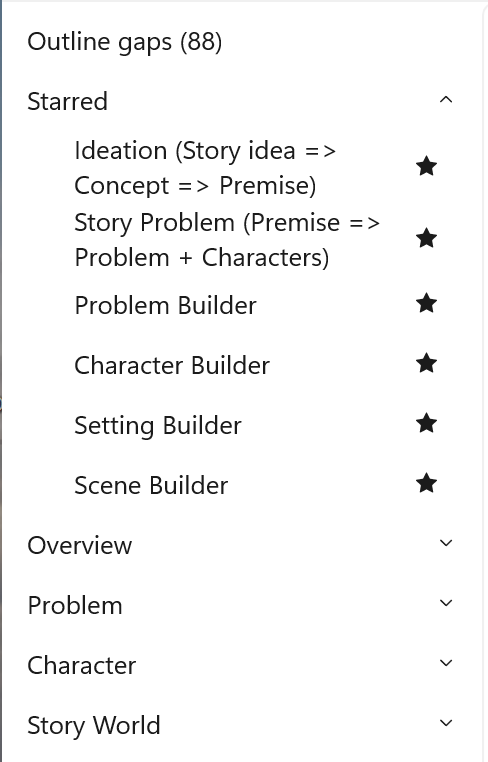 Outline gaps (88)
Starred
Ideation (Story idea =>
Concept => Premise)
Story Problem (Premise =>
Problem + Characters)
Problem Builder
Character Builder
Setting Builder
Scene Builder
Overview
Problem
Character
Story World